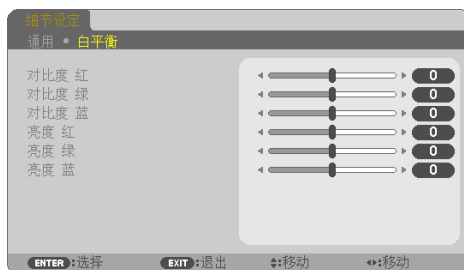 细节设定
通用 • 白平衡
对比度 红 0
对比度 绿 0
对比度 蓝 0
亮度 红 0
亮度 绿 0
亮度 蓝 0
ENTER:选择 EXIT:退出 :移动 :移动